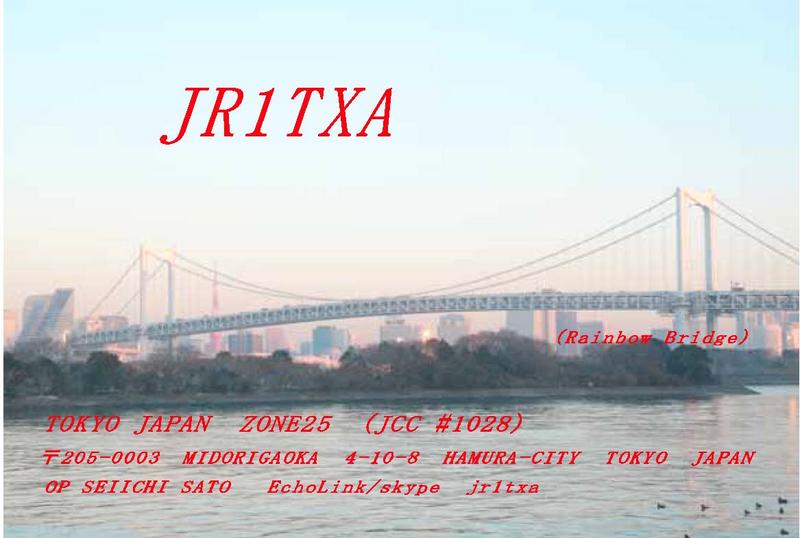 JR1TXA
(Rainbow Bridge)
TOKYO JAPAN ZONE25 (JCC #1028)
〒205-0003 MIDORIGAOKA 4-10-8 HAMURA-CITY TOKYO JAPAN
OP SEIICHI SATO EchoLink/skype jr1txa